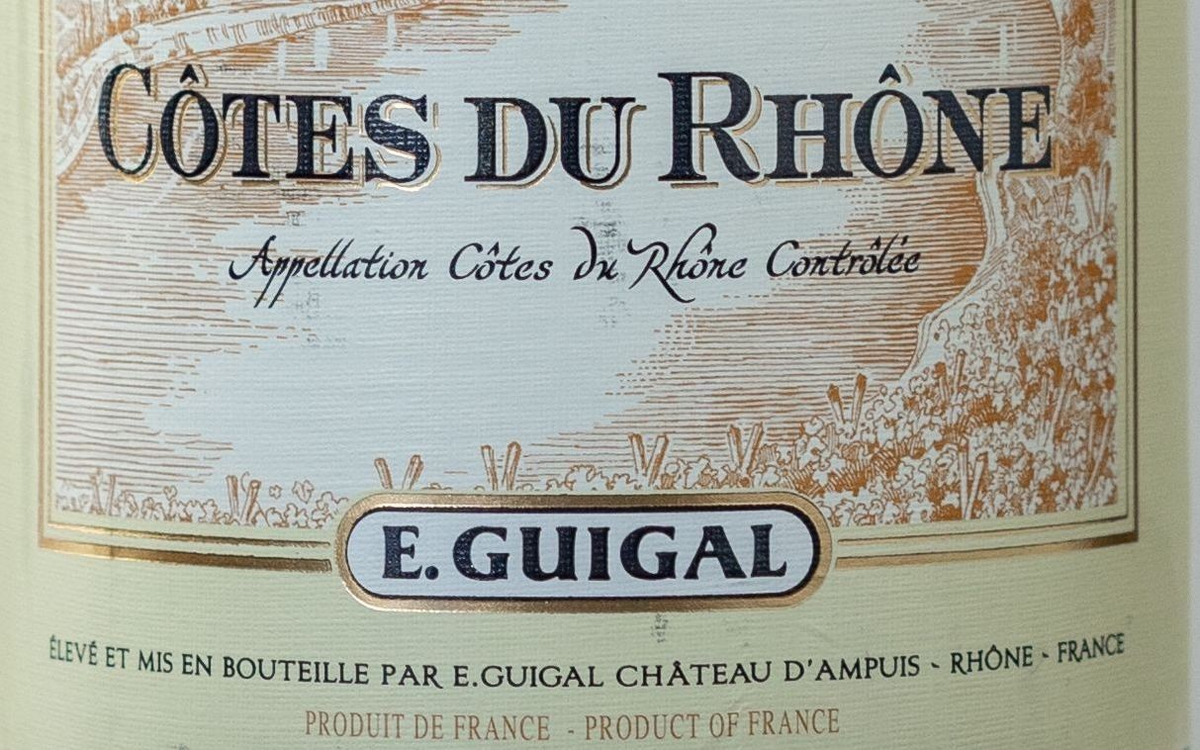 CÔTES DU RHÔNE
Appellation Côtes du Rhône Contrôlée
E. GUIGAL
ÉLEVÉ ET MIS EN BOUTEILLE PAR E.GUIGAL CHÂTEAU D'AMPUIS - RHÔNE - FRANCE
PRODUIT DE FRANCE - PRODUCT OF FRANCE